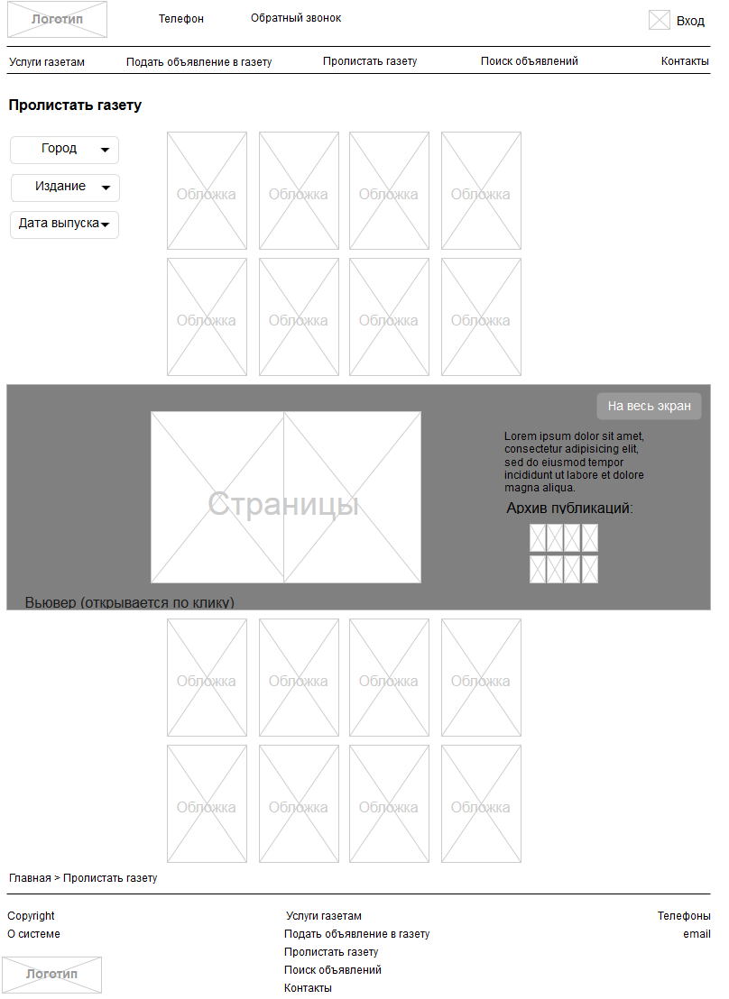 Логотип
Телефон
Обратный звонок
Вход
Услуги газетам
Подать объявление в газету
Пролистать газету
Поиск объявлений
Контакты
Пролистать газету
Город
Издание
Дата выпуска
Обложка Обложка Обложка Обложка
Обложка Обложка Обложка Обложка
На весь экран
Страницы
Lorem ipsum dolor sit amet,
consectetur adipisicing elit,
sed do eiusmod tempor
incididunt ut labore et dolore
magna aliqua.
Архив публикаций:
Вьювер (открывается по клику)
Обложка Обложка Обложка Обложка
Обложка Обложка Обложка Обложка
Главная > Пролистать газету
Copyright
О системе
Логотип
Услуги газетам
Подать объявление в газету
Пролистать газету
Поиск объявлений
Контакты
Телефоны
email